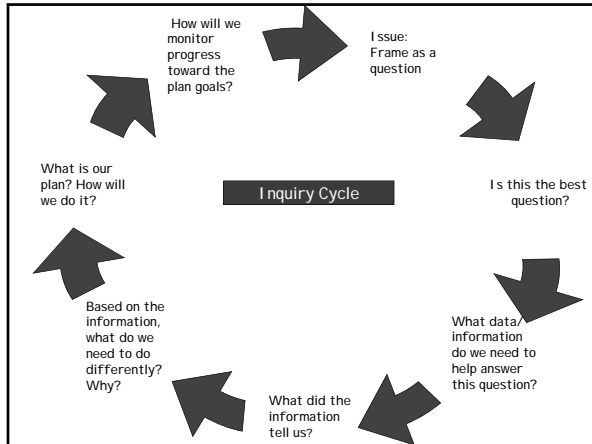 How will we
monitor
progress
toward the
plan goals?
Issue:
Frame as a
question
What is our
plan? How will
we do it?
Inquiry Cycle
Is this the best
question?
Based on the
information,
what do we
need to do
differently?
Why?
What data/
information
do we need to
help answer
this question?
What did the
information
tell us?